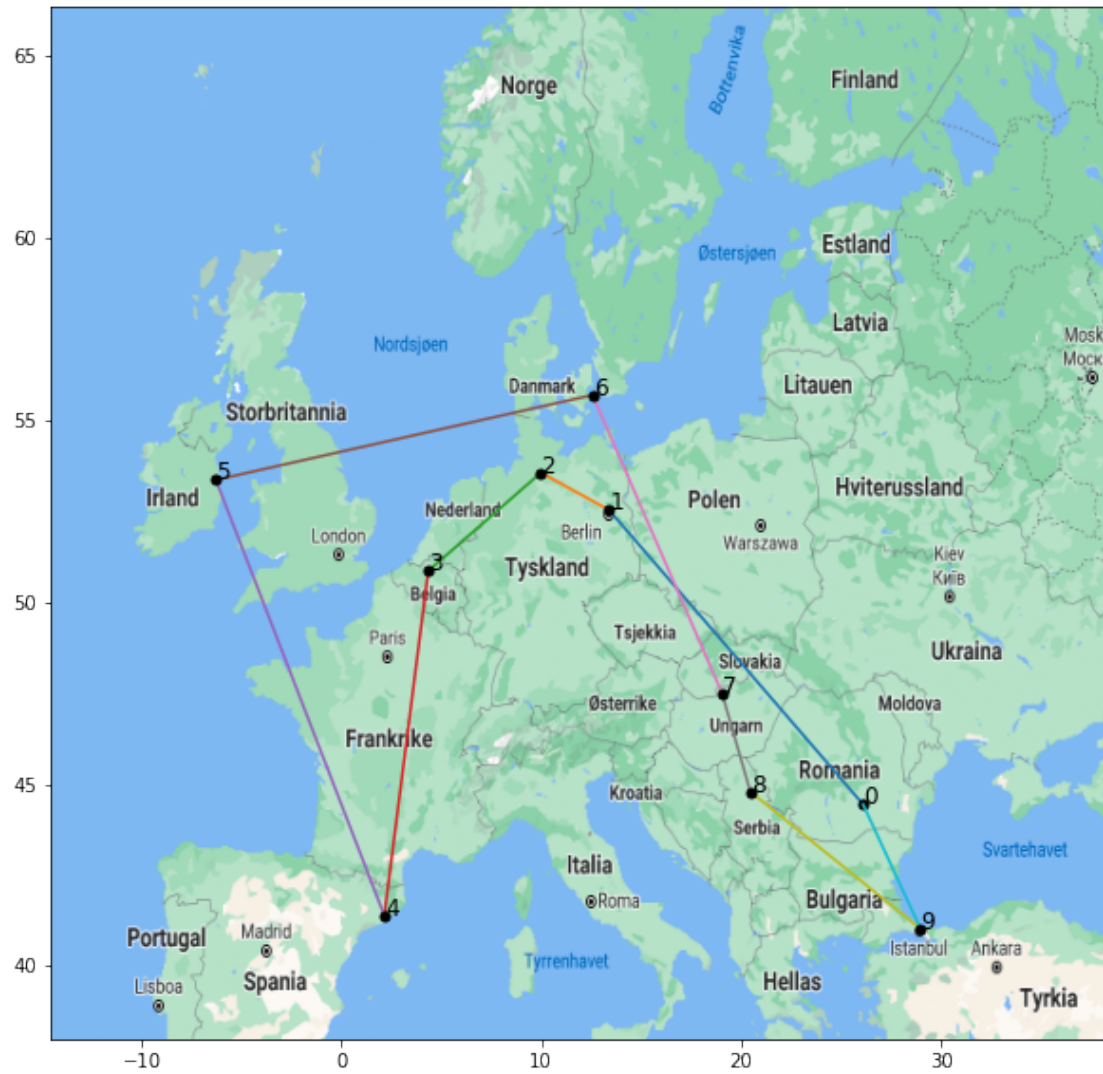 65
60
55
50
45
40
−10
0
10
20
30
Norge
Bottenvika
Finland
Østersjøen
Estland
Latvia
Litauen
Mosk
Моск
Nordsjøen
Danmark
6
Storbritannia
5
Irland
London
Nederland
2
1
Berlin
Polen
Warszawa
Hviterussland
Kiev
Київ
3
Belgia
Tyskland
Paris
Tsjekkia
Slovakia
Ukraina
7
Østerrike
Ungarn
Moldova
Frankrike
Kroatia
8
Serbia
Romania
0
Svartehavet
Italia
Roma
Bulgaria
9
Istanbul
Ankara
4
Madrid
Portugal
Spania
Lisboa
Tyrrenhavet
Hellas
Tyrkia